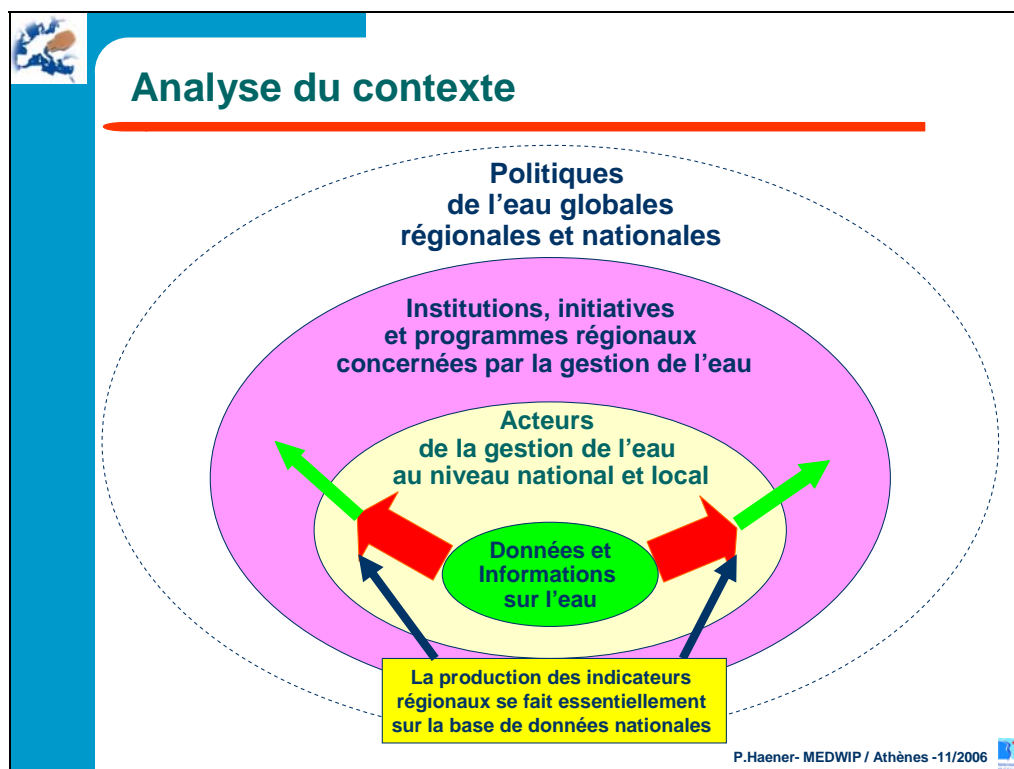 Analyse du contexte
Politiques
de l'eau globales
régionales et nationales
Institutions, initiatives
et programmes régionaux
concernées par la gestion de l'eau
Acteurs
de la gestion de l'eau
au niveau national et local
Données et
Informations
sur l'eau
La production des indicateurs
régionaux se fait essentiellement
sur la base de données nationales
P.Haener- MEDWIP / Athènes -11/2006